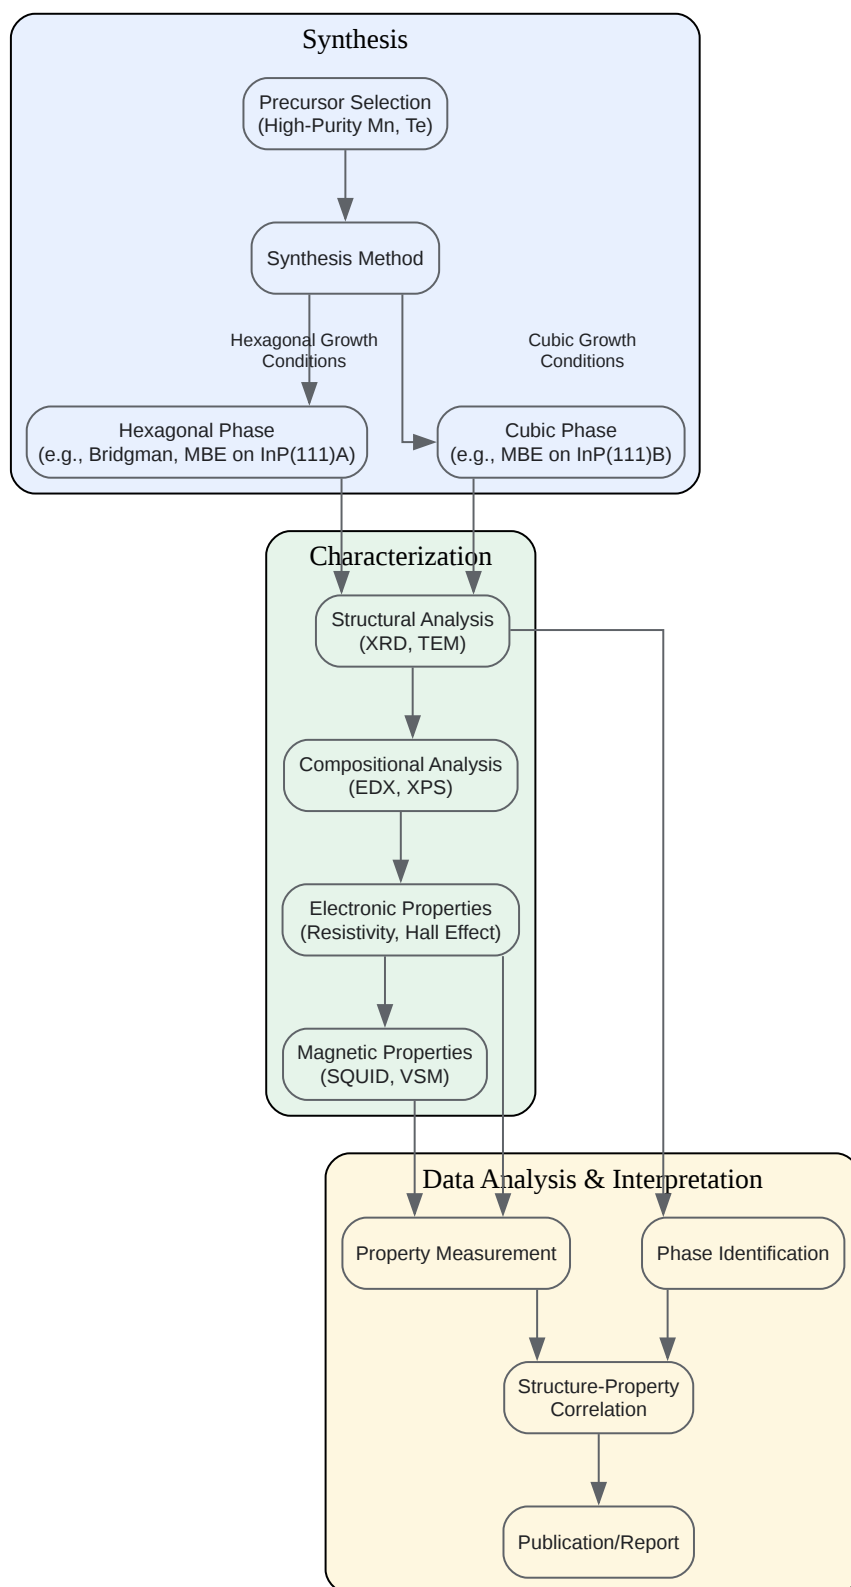 Synthesis
Precursor Selection
(High-Purity Mn, Te)
Synthesis Method
Hexagonal Growth
Conditions
Cubic Growth
Conditions
Hexagonal Phase
(e.g., Bridgman, MBE on InP(111)A)
Cubic Phase
(e.g., MBE on InP(111)B)
Characterization
Structural Analysis
(XRD, TEM)
Compositional Analysis
(EDX, XPS)
Electronic Properties
(Resistivity, Hall Effect)
Magnetic Properties
(SQUID, VSM)
Data Analysis & Interpretation
Property Measurement
Phase Identification
Structure-Property
Correlation
Publication/Report